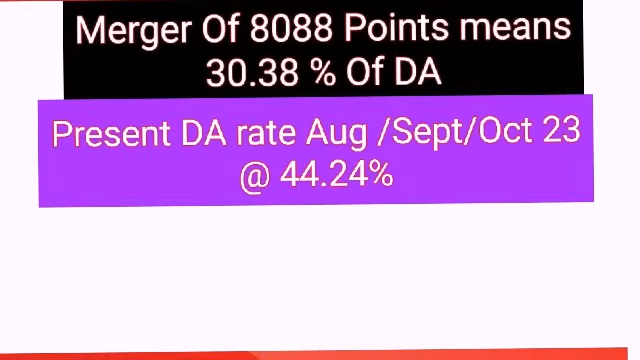 Merger Of 8088 Points means
30.38 % Of DA
Present DA rate Aug /Sept/Oct 23
@ 44.24%